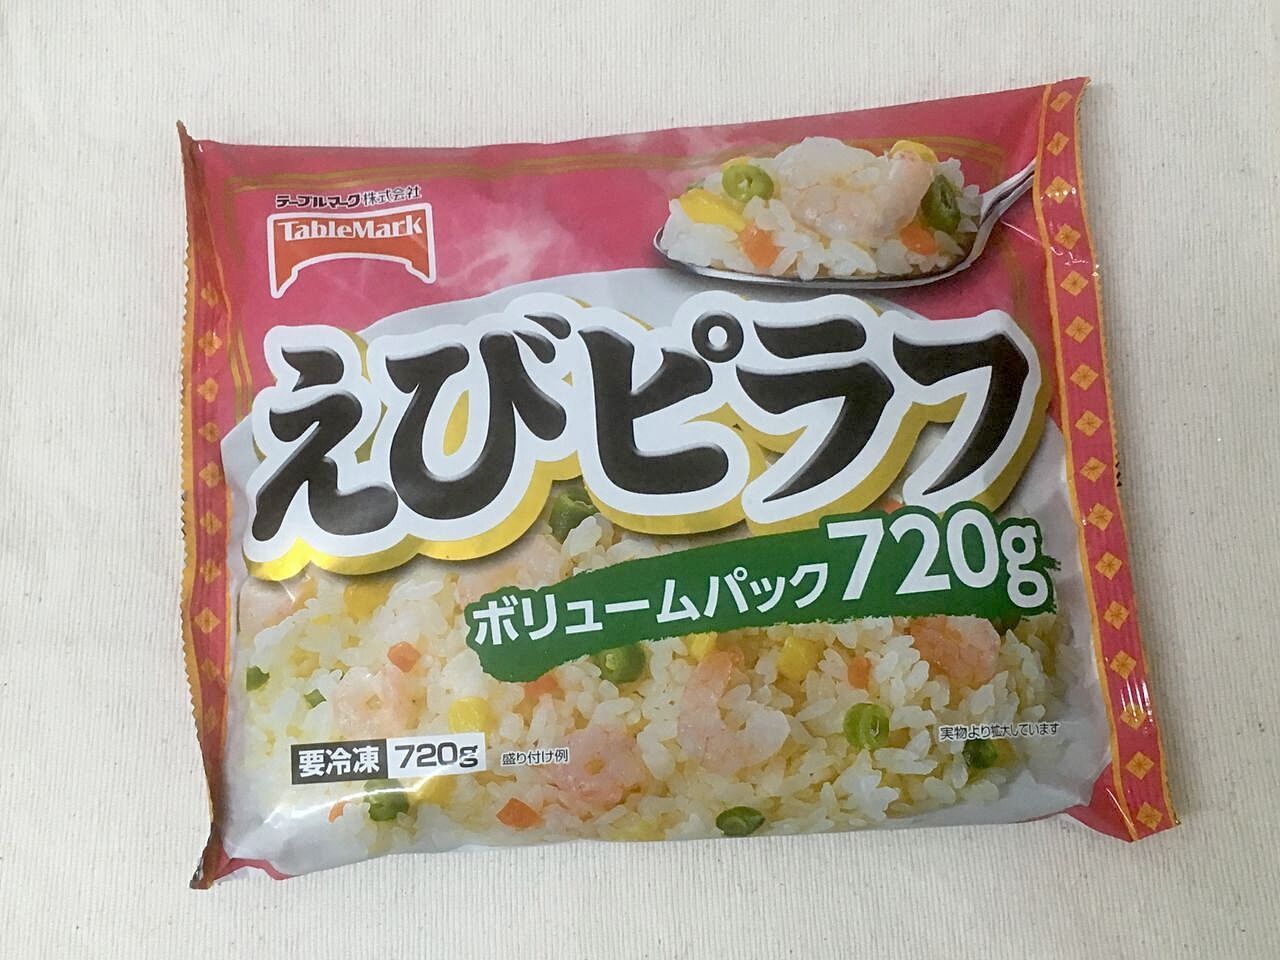 テーブルマーク株式会社
TableMark
えびピラフ
ボリュームパック720g
実物より拡大しています
要冷凍 720g 盛り付け例